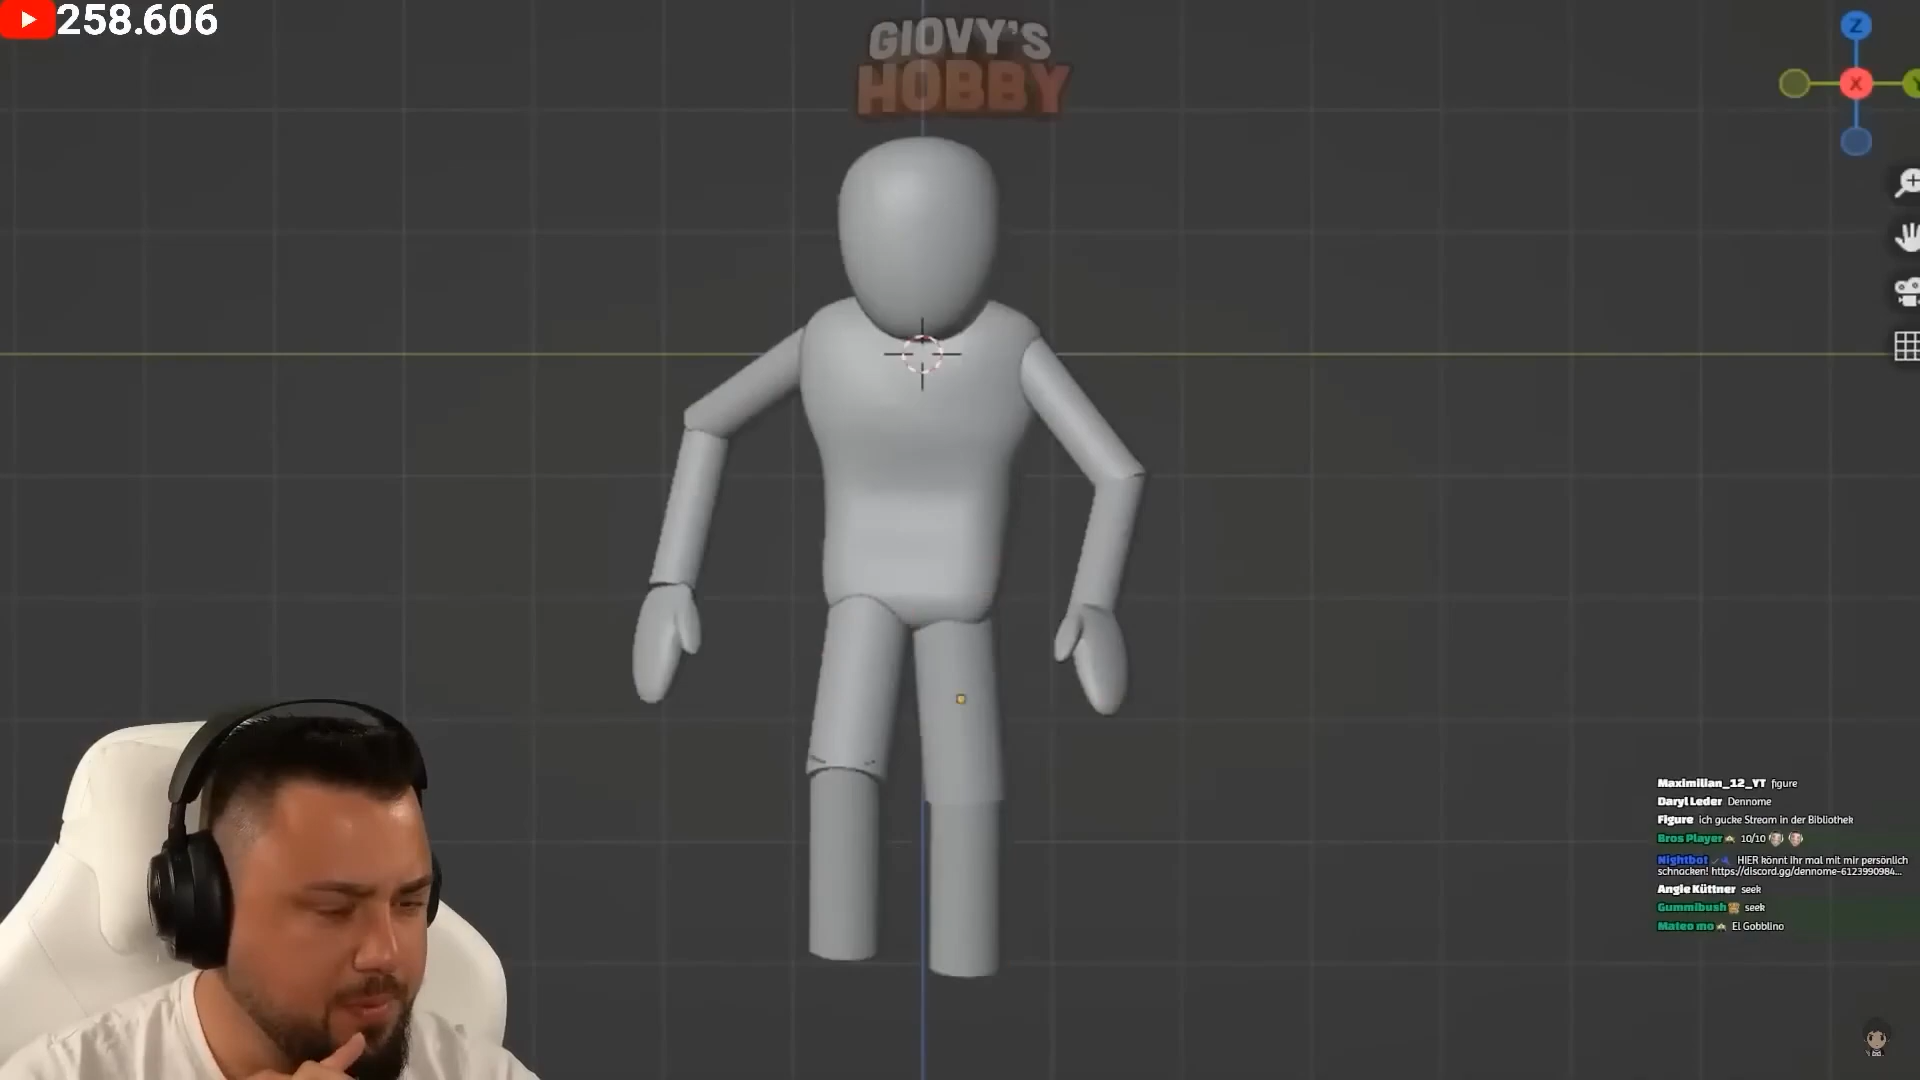 258.606
GIOVY'S
HOBBY
Z
X
Y
Maximilian_12_YT figure
Daryl Leder Dennome
Figure ich gucke Stream in der Bibliothek
Bros Player 10/10
Nightbot HIER könnt ihr mal mit mir persönlich
schnacken! https://discord.gg/dennome-6123990984...
Angie Küttner seek
Gummibush seek
Mateo mo El Gobblino